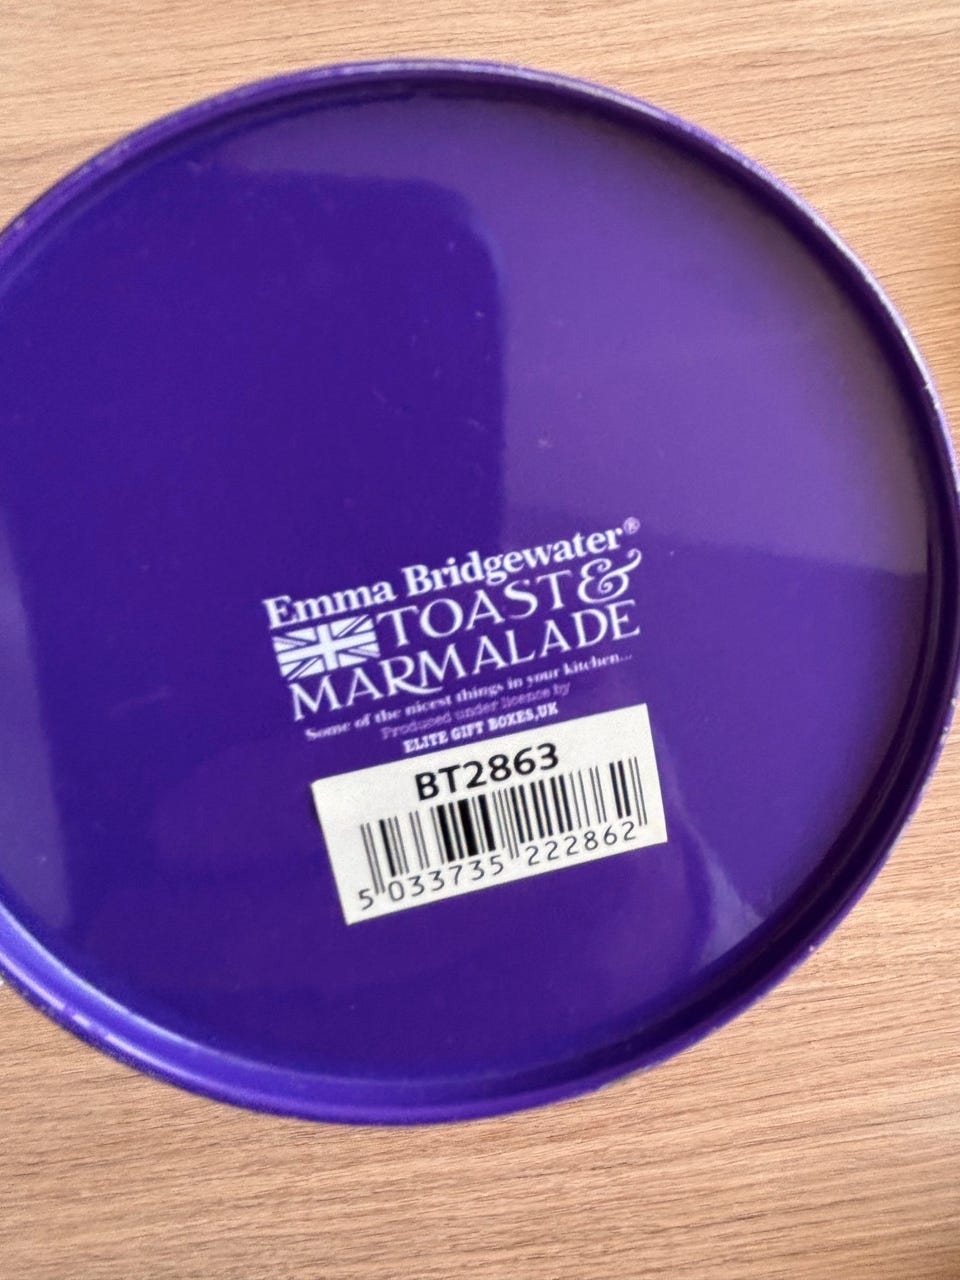 Emma Bridgewater®
TOAST &
MARMALADE
Some of the nicest things in your kitchen...
Produced under licence by
ELITE GIFT BOXES,UK
BT2863
5 033735 222862